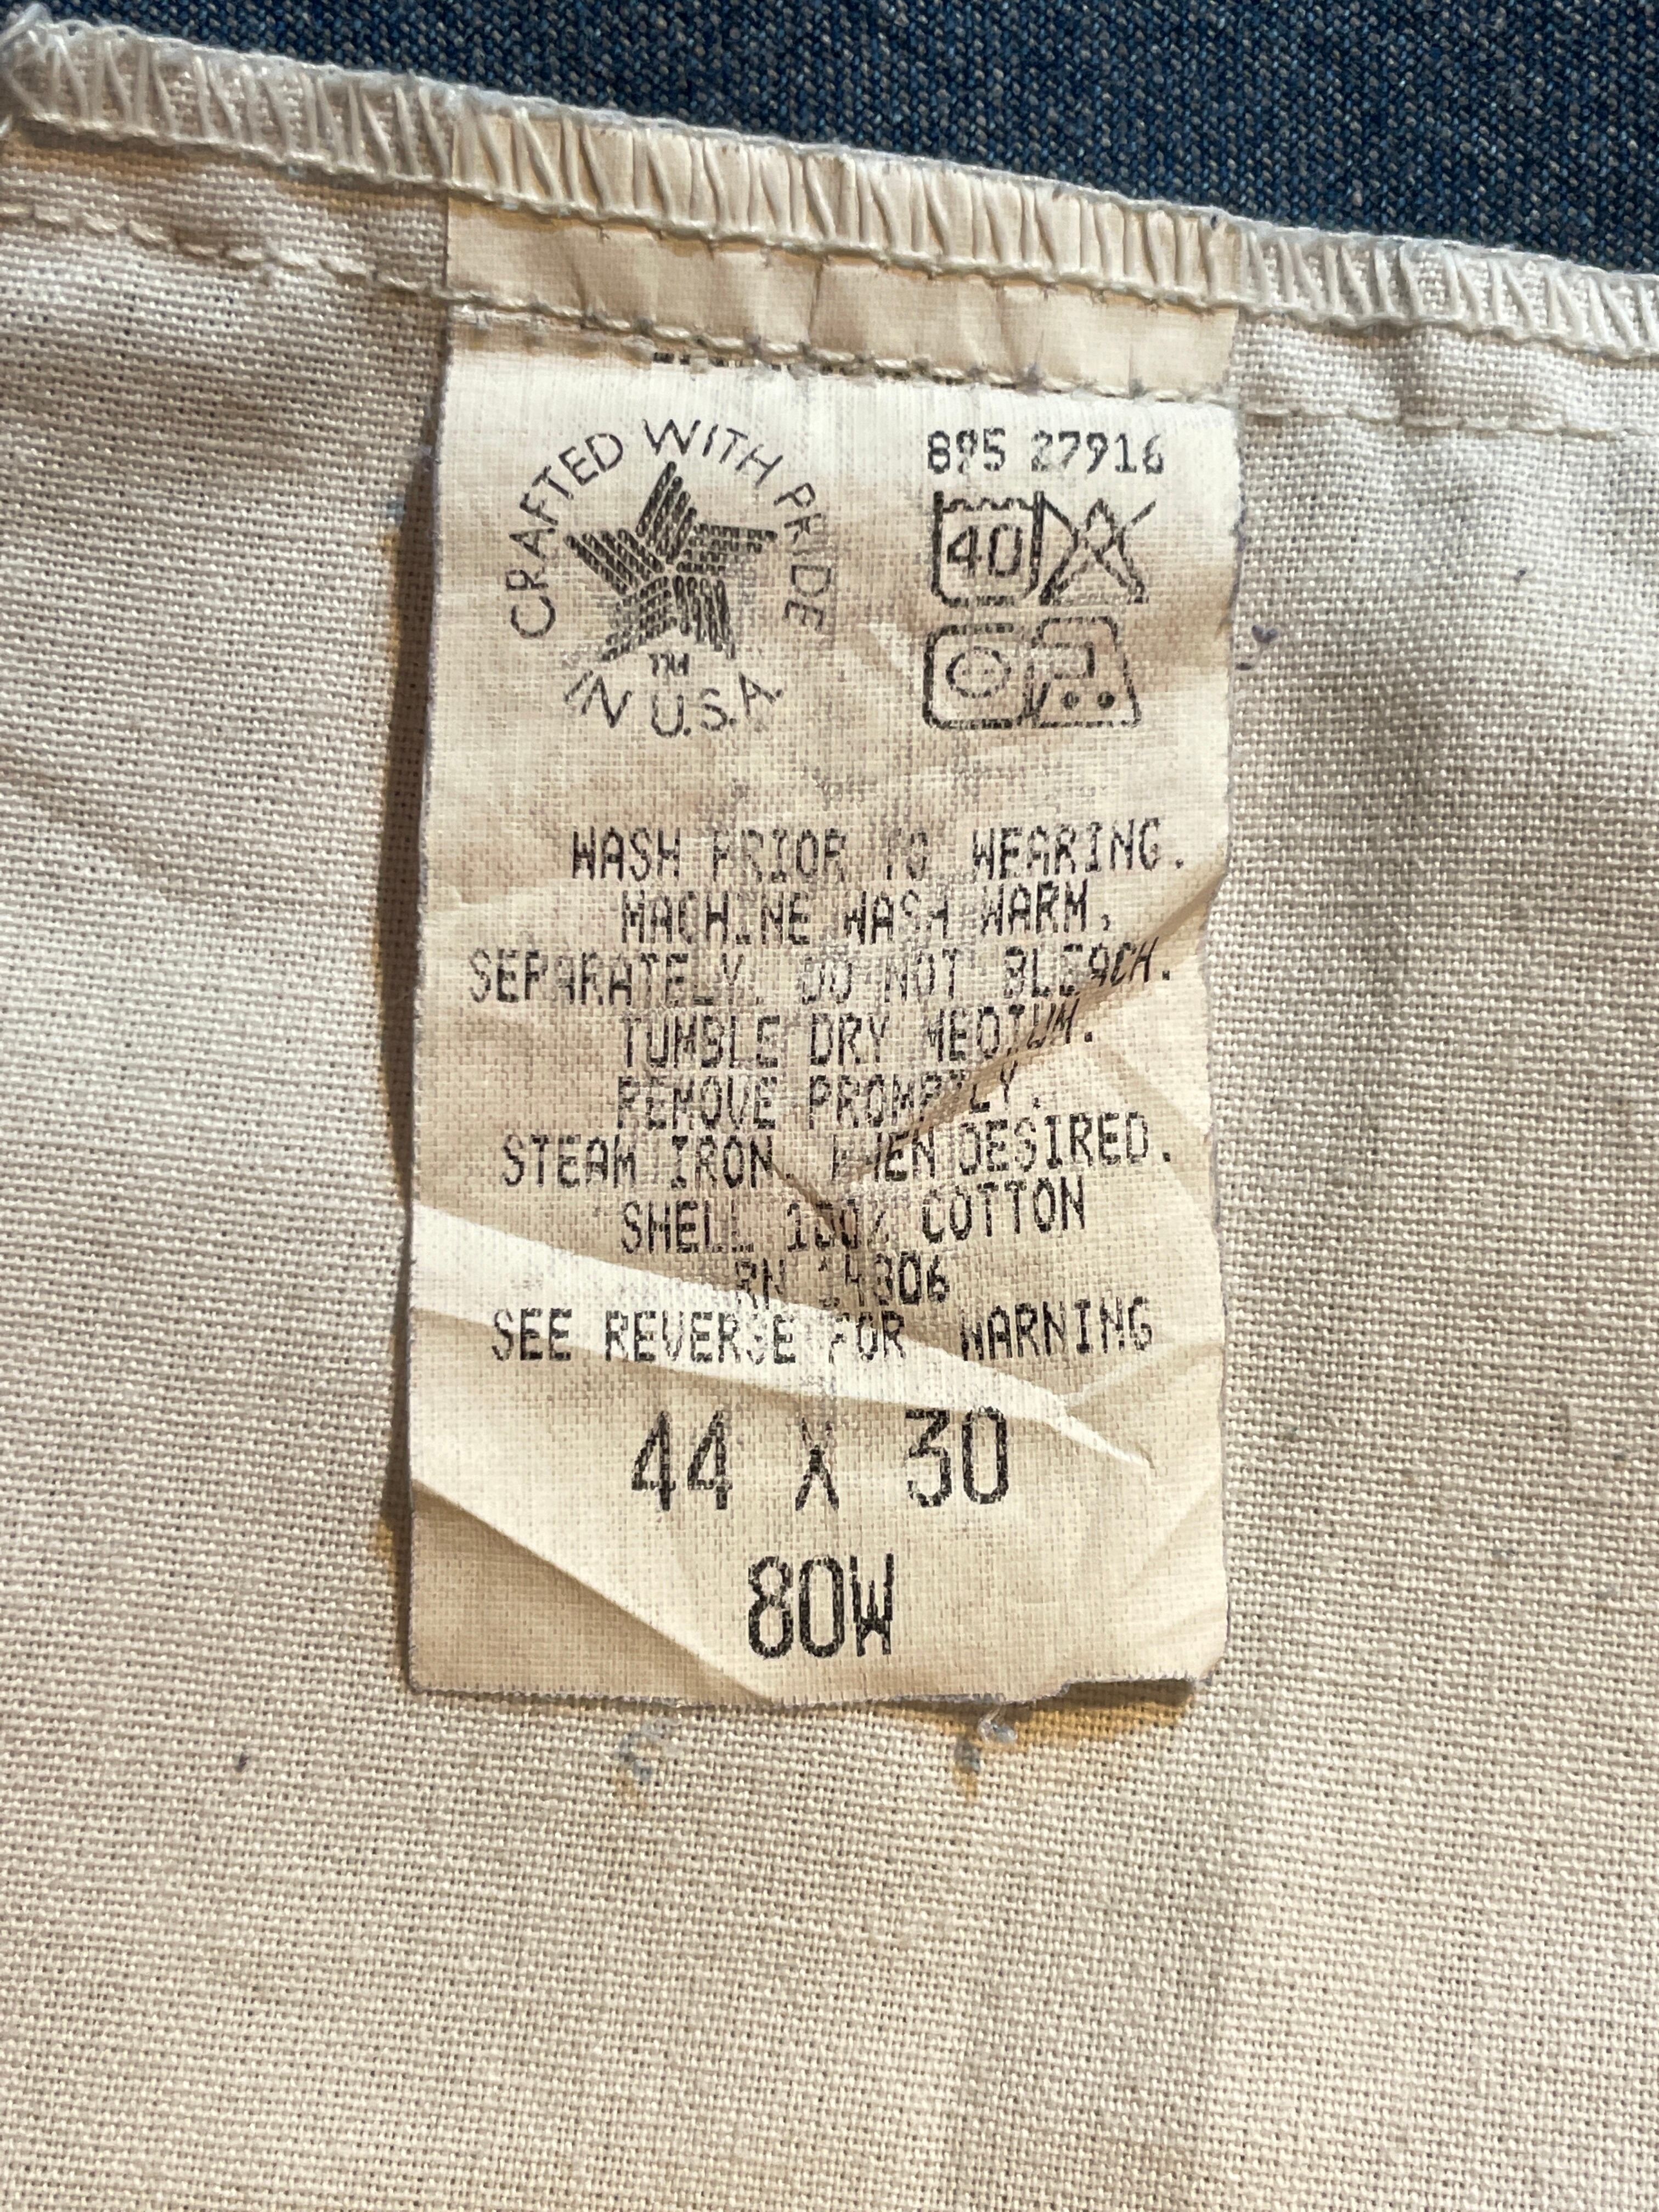 CRAFTED WITH PRIDE
TM
IN U.S.A.
895 27916
40
WASH PRIOR TO WEARING.
MACHINE WASH WARM,
SEPARATELY. DO NOT BLEACH.
TUMBLE DRY MEDIUM.
REMOVE PROMPTLY.
STEAM IRON, WHEN DESIRED.
SHELL 100% COTTON
RN 14806
SEE REVERSE FOR WARNING
44 X 30
80W